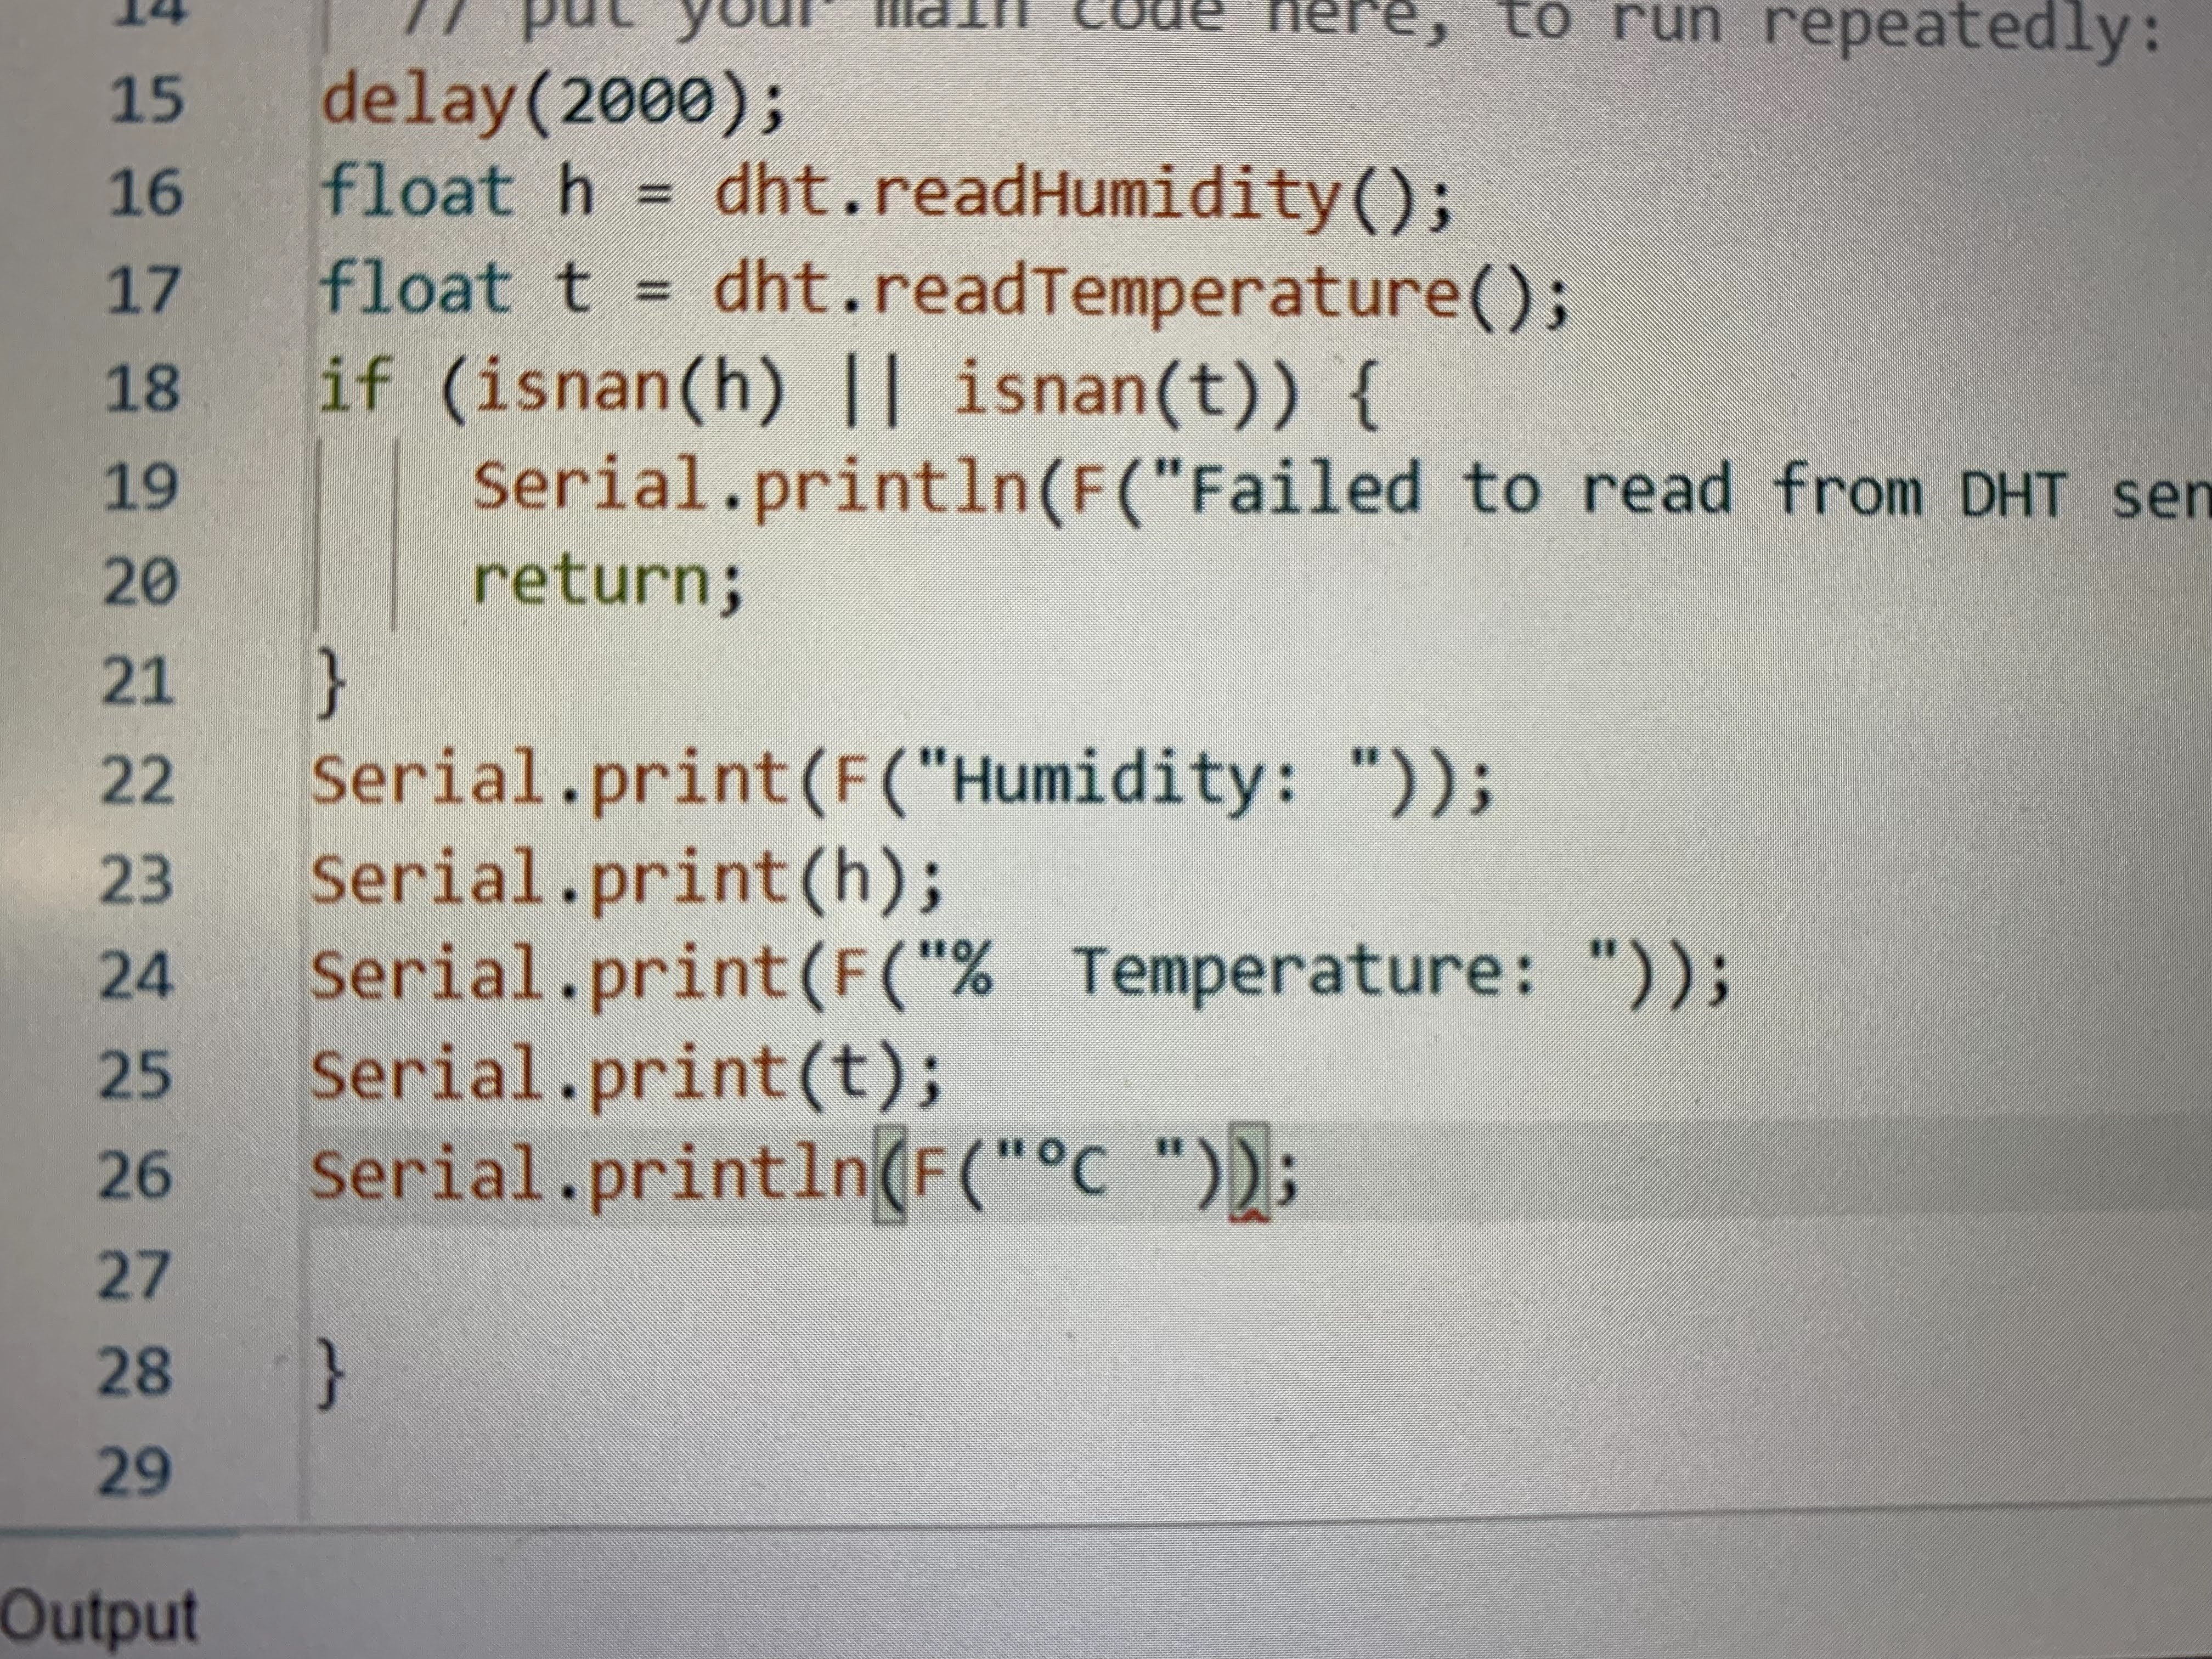 14 // put your main code here, to run repeatedly:
15 delay(2000);
16 float h = dht.readHumidity();
17 float t = dht.readTemperature();
18 if (isnan(h) || isnan(t)) {
19 Serial.println(F("Failed to read from DHT sen
20 return;
21 }
22 Serial.print(F("Humidity: "));
23 Serial.print(h);
24 Serial.print(F("%  Temperature: "));
25 Serial.print(t);
26 Serial.println(F("°C "));
27
28 }
29
Output